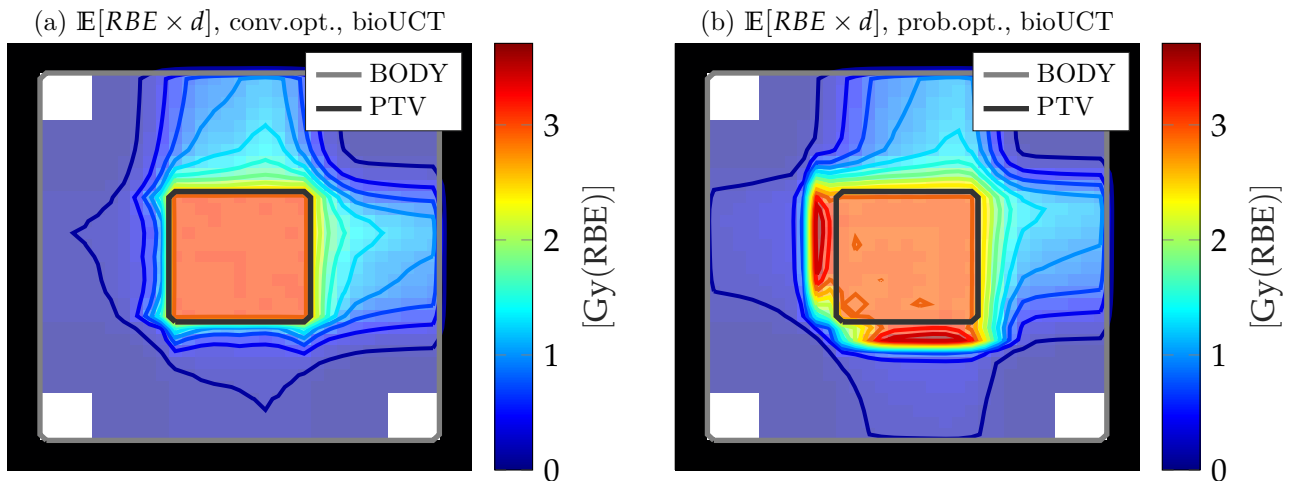 (a) 𝔼[RBE × d], conv.opt., bioUCT
BODY
PTV
3
2
1
0
[Gy(RBE)]
(b) 𝔼[RBE × d], prob.opt., bioUCT
BODY
PTV
3
2
1
0
[Gy(RBE)]